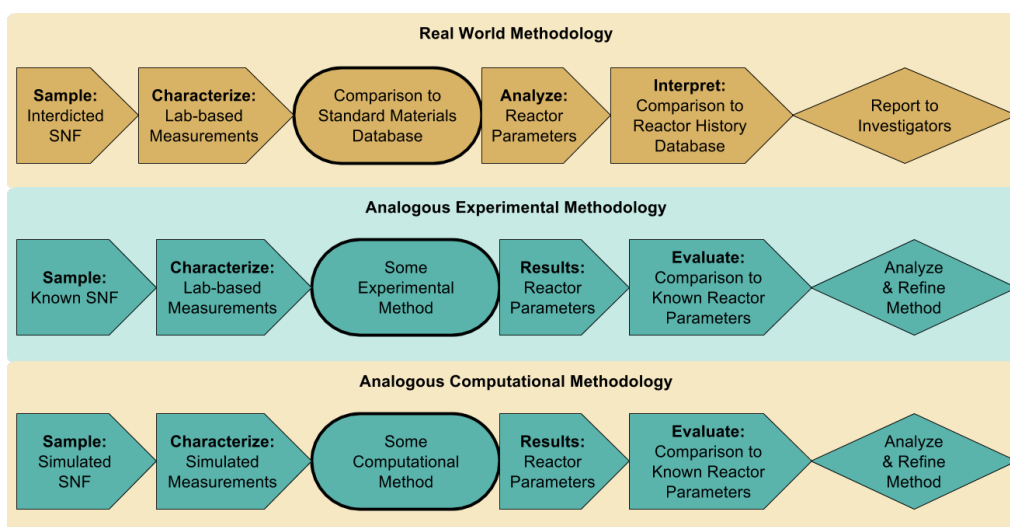 Real World Methodology
Sample:
Interdicted
SNF
Characterize:
Lab-based
Measurements
Comparison to
Standard Materials
Database
Analyze:
Reactor
Parameters
Interpret:
Comparison to
Reactor History
Database
Report to
Investigators
Analogous Experimental Methodology
Sample:
Known SNF
Characterize:
Lab-based
Measurements
Some
Experimental
Method
Results:
Reactor
Parameters
Evaluate:
Comparison to
Known Reactor
Parameters
Analyze
& Refine
Method
Analogous Computational Methodology
Sample:
Simulated
SNF
Characterize:
Simulated
Measurements
Some
Computational
Method
Results:
Reactor
Parameters
Evaluate:
Comparison to
Known Reactor
Parameters
Analyze
& Refine
Method